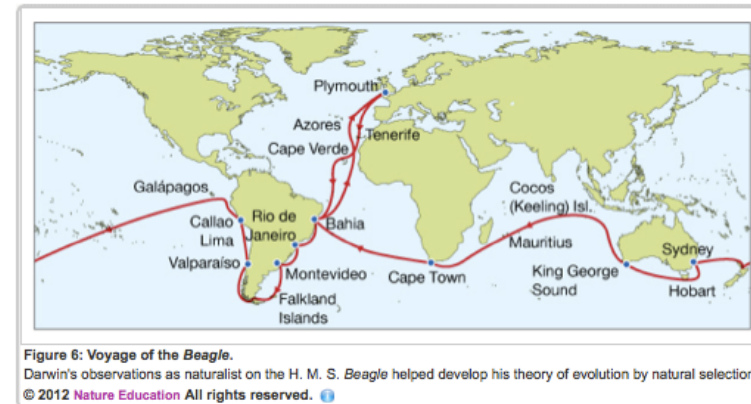 Plymouth
Azores
Tenerife
Cape Verde
Galápagos
Cocos
(Keeling) Isl.
Callao
Lima
Rio de
Janeiro
Bahia
Mauritius
Sydney
Valparaíso
Montevideo
Cape Town
King George
Sound
Hobart
Falkland
Islands
Figure 6: Voyage of the Beagle.
Darwin's observations as naturalist on the H. M. S. Beagle helped develop his theory of evolution by natural selection
© 2012 Nature Education All rights reserved. i